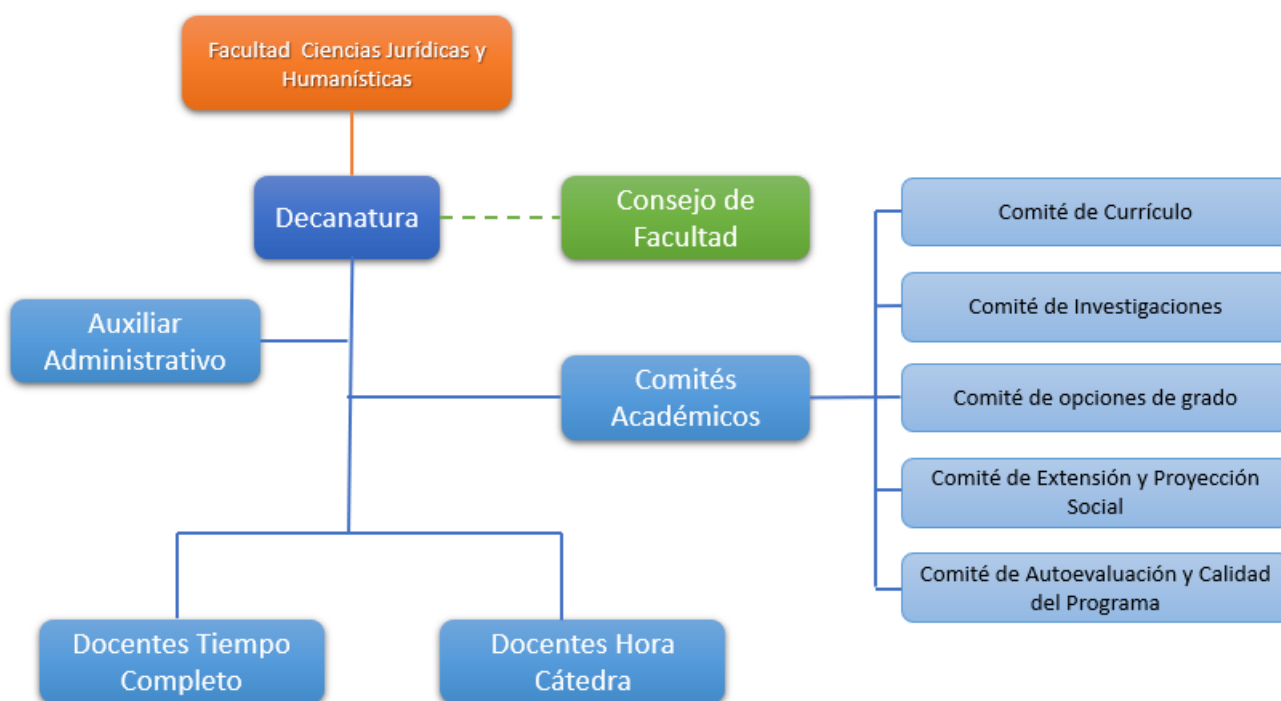 Facultad Ciencias Jurídicas y
Humanísticas
Decanatura
Consejo de
Facultad
Auxiliar
Administrativo
Comités
Académicos
Comité de Currículo
Comité de Investigaciones
Comité de opciones de grado
Comité de Extensión y Proyección
Social
Comité de Autoevaluación y Calidad
del Programa
Docentes Tiempo
Completo
Docentes Hora
Cátedra